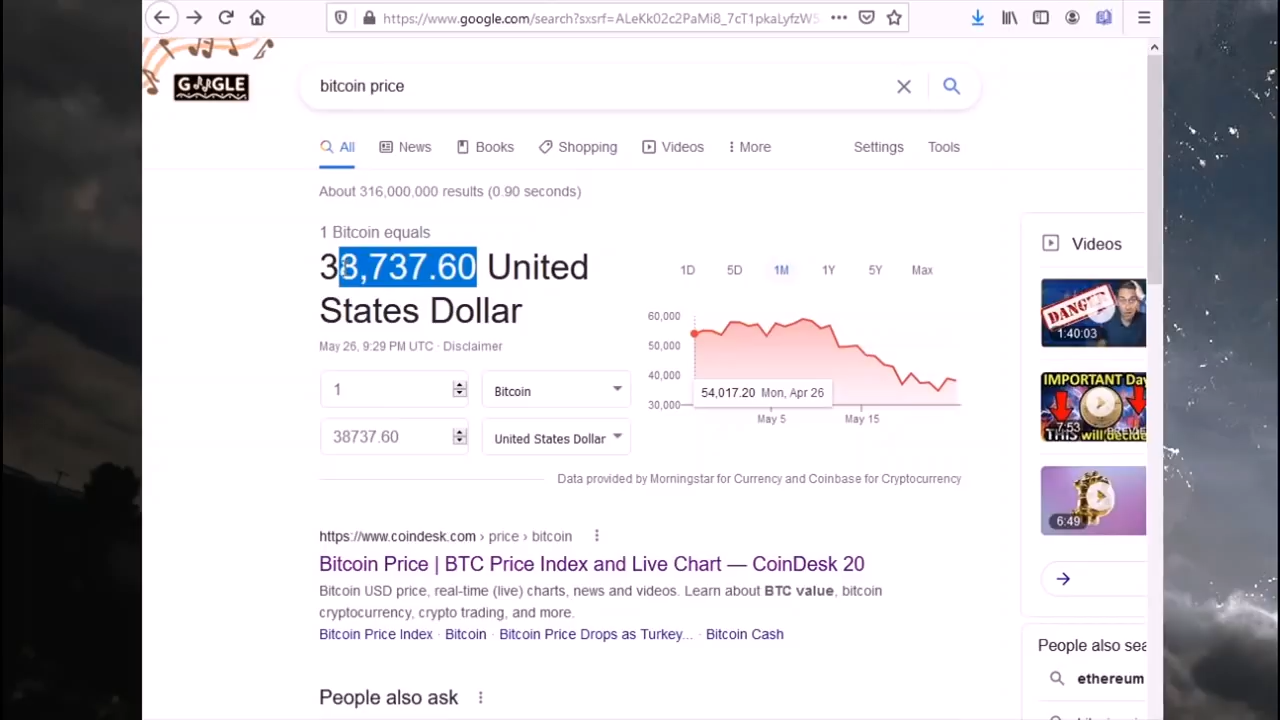 https://www.google.com/search?sxsrf=ALeKk02c2PaMi8_7cT1pkaLyfzW5
GOOGLE
bitcoin price
All News Books Shopping Videos More Settings Tools
About 316,000,000 results (0.90 seconds)
1 Bitcoin equals
38,737.60 United
States Dollar
May 26, 9:29 PM UTC · Disclaimer
1 Bitcoin
38737.60 United States Dollar
1D 5D 1M 1Y 5Y Max
60,000
50,000
40,000
30,000
54,017.20 Mon, Apr 26
May 5 May 15
Data provided by Morningstar for Currency and Coinbase for Cryptocurrency
https://www.coindesk.com › price › bitcoin
Bitcoin Price | BTC Price Index and Live Chart — CoinDesk 20
Bitcoin USD price, real-time (live) charts, news and videos. Learn about BTC value, bitcoin
cryptocurrency, crypto trading, and more.
Bitcoin Price Index · Bitcoin · Bitcoin Price Drops as Turkey... · Bitcoin Cash
People also ask
Videos
DANGE
1:40:03
IMPORTANT Day
7:53
THIS will decide
6:49
People also sea
ethereum